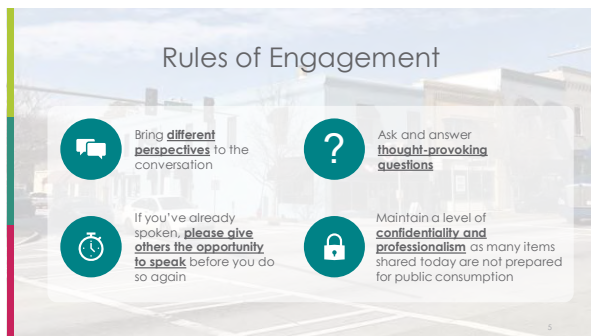 Rules of Engagement
Bring different
perspectives to the
conversation
?
Ask and answer
thought-provoking
questions
If you've already
spoken, please give
others the opportunity
to speak before you do
so again
Maintain a level of
confidentiality and
professionalism as many items
shared today are not prepared
for public consumption
5